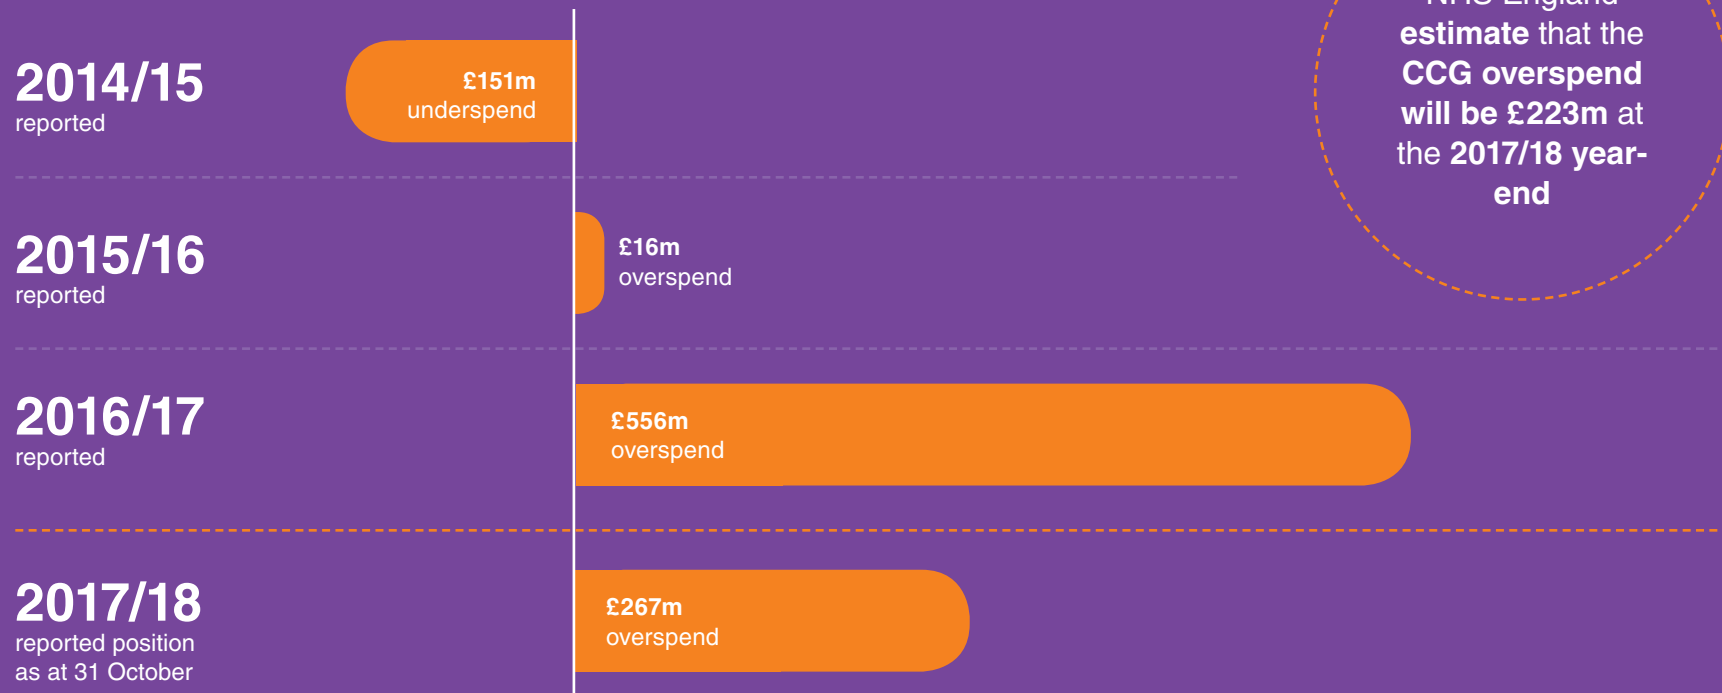 2014/15
reported
£151m
underspend
NHS England
estimate that the
CCG overspend
will be £223m at
the 2017/18 year-
end
2015/16
reported
£16m
overspend
2016/17
reported
£556m
overspend
2017/18
reported position
as at 31 October
£267m
overspend